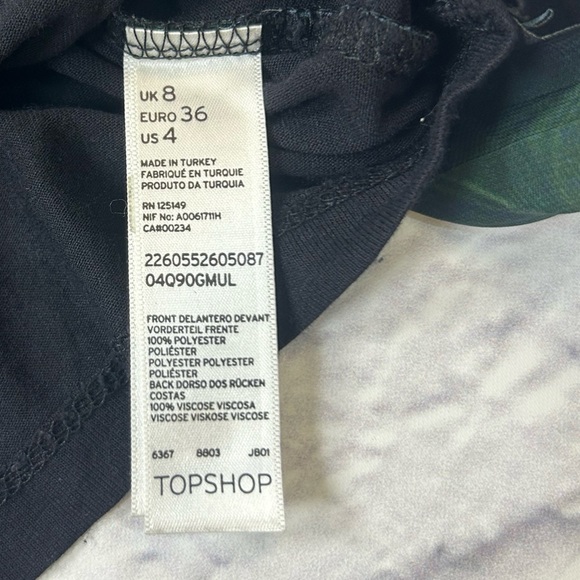 UK 8
EURO 36
US 4
MADE IN TURKEY
FABRIQUÉ EN TURQUIE
PRODUTO DA TURQUIA
RN 125149
NIF No: A0061711H
CA#00234
2260552605087
04Q90GMUL
FRONT DELANTERO DEVANT
VORDERTEIL FRENTE
100% POLYESTER
POLIÉSTER
POLYESTER POLYESTER
POLIÉSTER
BACK DORSO DOS RÜCKEN
COSTAS
100% VISCOSE VISCOSA
VISCOSE VISKOSE VISCOSE
6367 8803 JB01
TOPSHOP